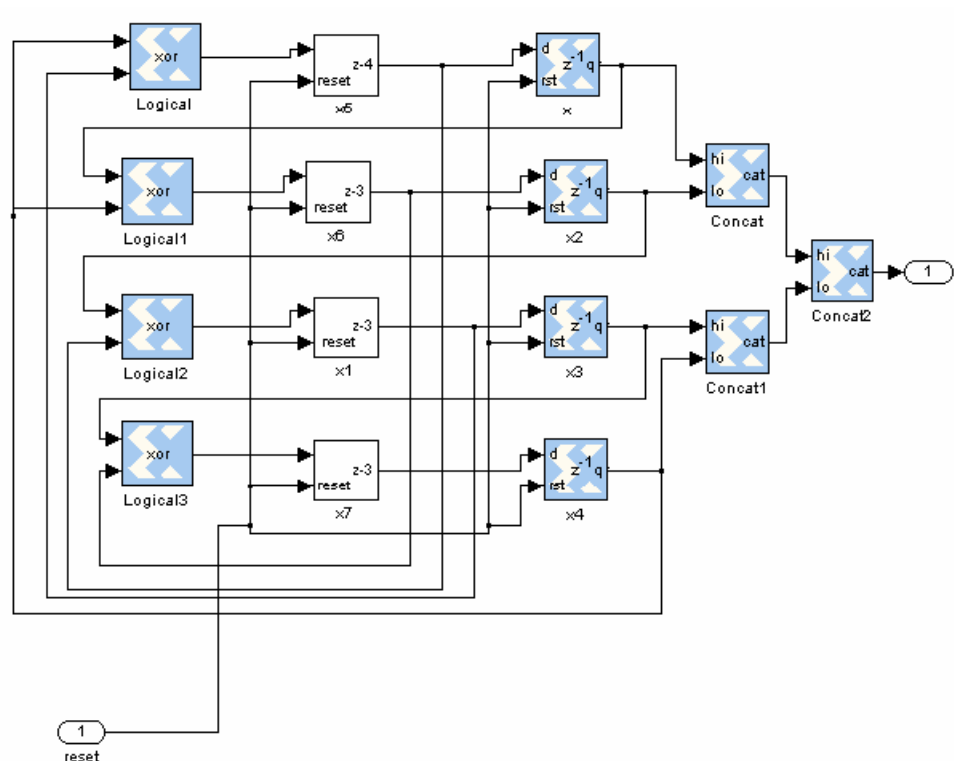 xor
Logical
z-4
reset
x5
d
z-1 q
rst
x
xor
Logical1
z-3
reset
x6
d
z-1 q
rst
x2
hi
lo
cat
Concat
xor
Logical2
z-3
reset
x1
d
z-1 q
rst
x3
hi
lo
cat
Concat1
hi
lo
cat
Concat2
1
xor
Logical3
z-3
reset
x7
d
z-1 q
rst
x4
1
reset